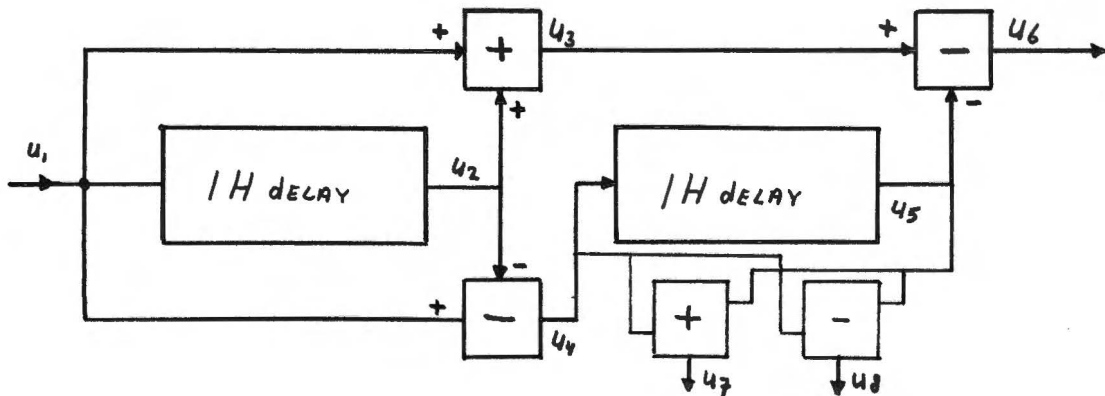 + + u3 + - u6
+ -
u1 1H DELAY u2 1H DELAY u5
-
+ - u4 + -
u7 u8